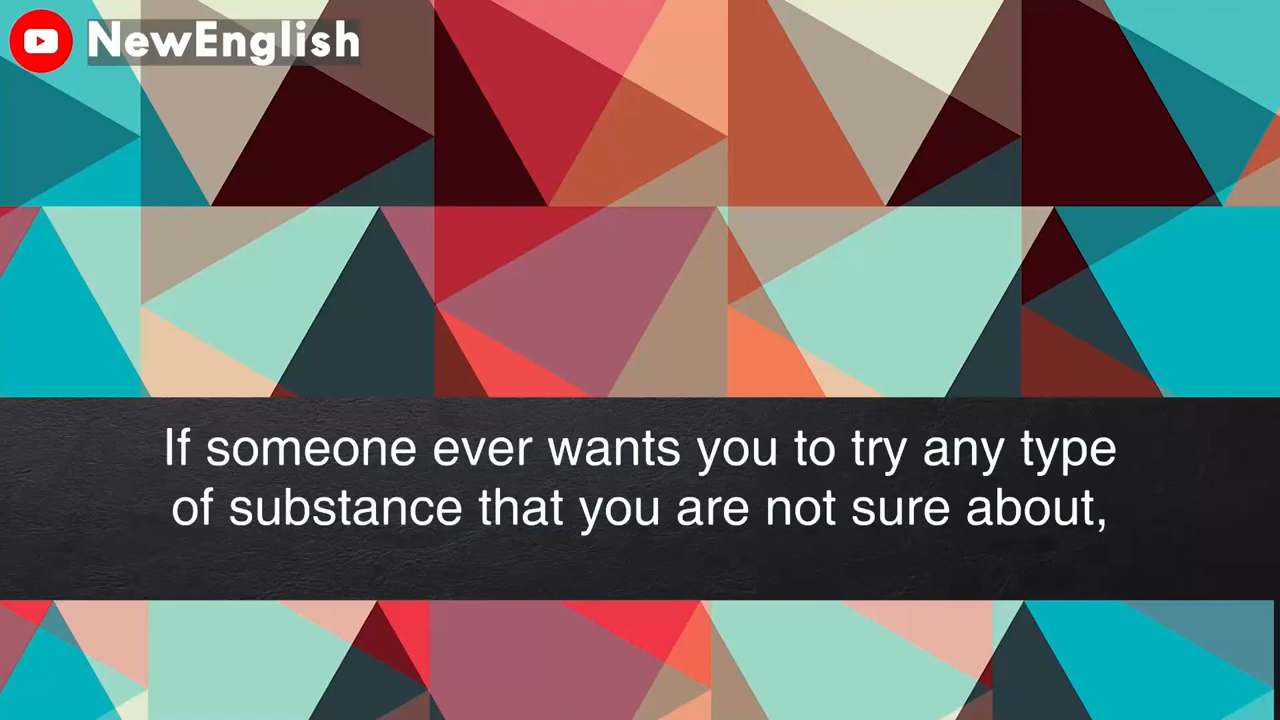 NewEnglish
If someone ever wants you to try any type
of substance that you are not sure about,